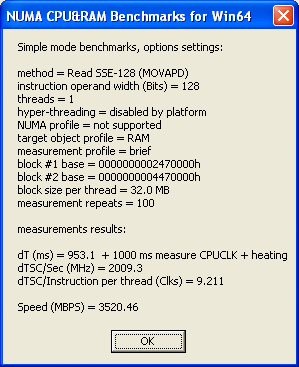 NUMA CPU&RAM Benchmarks for Win64
Simple mode benchmarks, options settings:
method = Read SSE-128 (MOVAPD)
instruction operand width (Bits) = 128
threads = 1
hyper-threading = disabled by platform
NUMA profile = not supported
target object profile = RAM
measurement profile = brief
block #1 base = 0000000002470000h
block #2 base = 0000000004470000h
block size per thread = 32.0 MB
measurement repeats = 100
measurements results:
dT (ms) = 953.1 + 1000 ms measure CPUCLK + heating
dTSC/Sec (MHz) = 2009.3
dTSC/Instruction per thread (Clks) = 9.211
Speed (MBPS) = 3520.46
OK